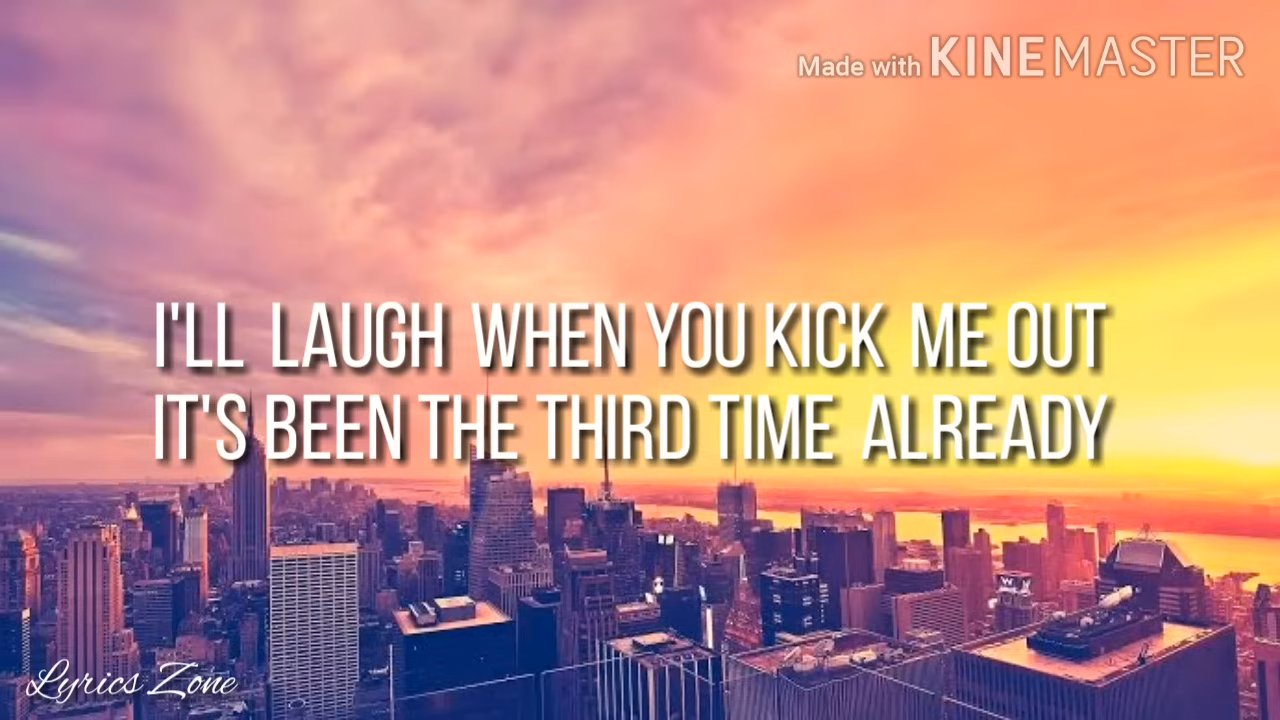 Made with KINEMASTER
I'LL LAUGH WHEN YOU KICK ME OUT
IT'S BEEN THE THIRD TIME ALREADY
Lyrics Zone